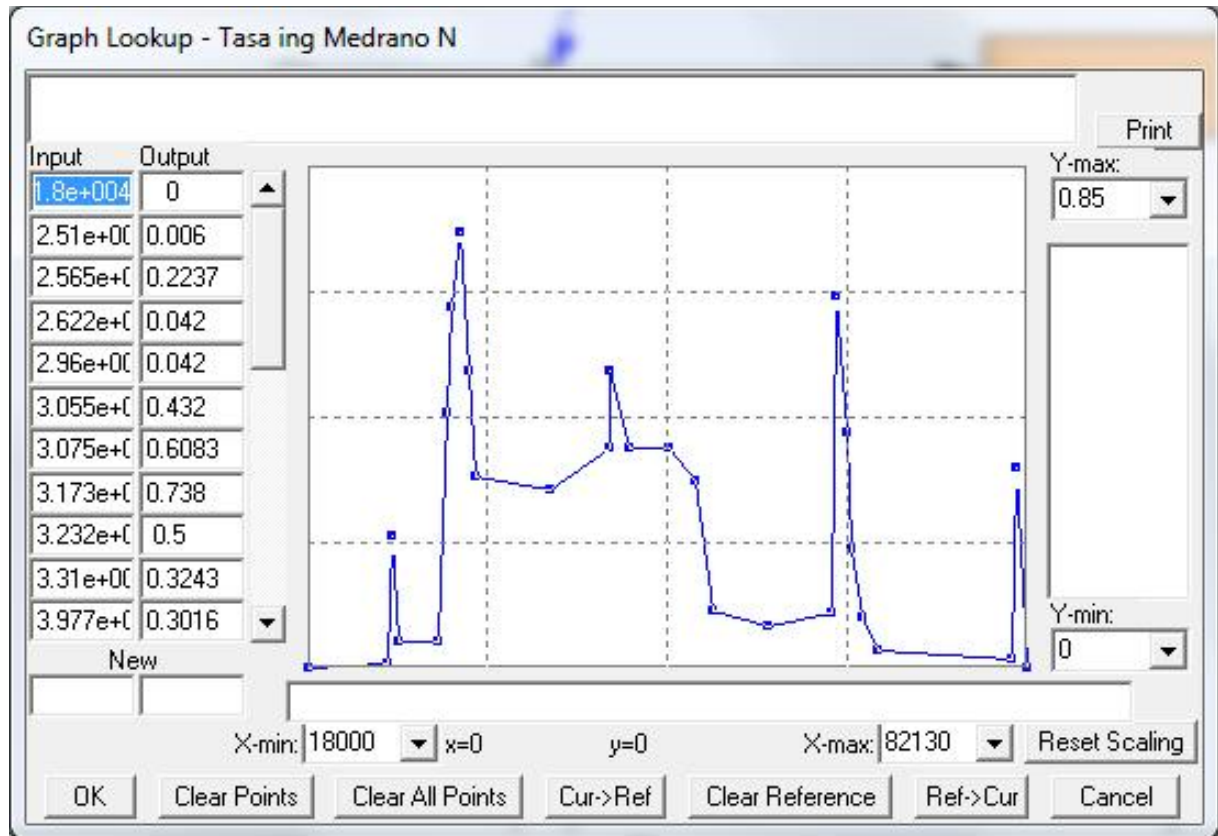 Graph Lookup - Tasa ing Medrano N
Print
Input Output
1.8e+004 0
2.51e+0( 0.006
2.565e+( 0.2237
2.622e+( 0.042
2.96e+0( 0.042
3.055e+( 0.432
3.075e+( 0.6083
3.173e+( 0.738
3.232e+( 0.5
3.31e+0( 0.3243
3.977e+( 0.3016
New
Y-max:
0.85
Y-min:
0
X-min: 18000 x=0 y=0 X-max: 82130 Reset Scaling
OK Clear Points Clear All Points Cur->Ref Clear Reference Ref->Cur Cancel